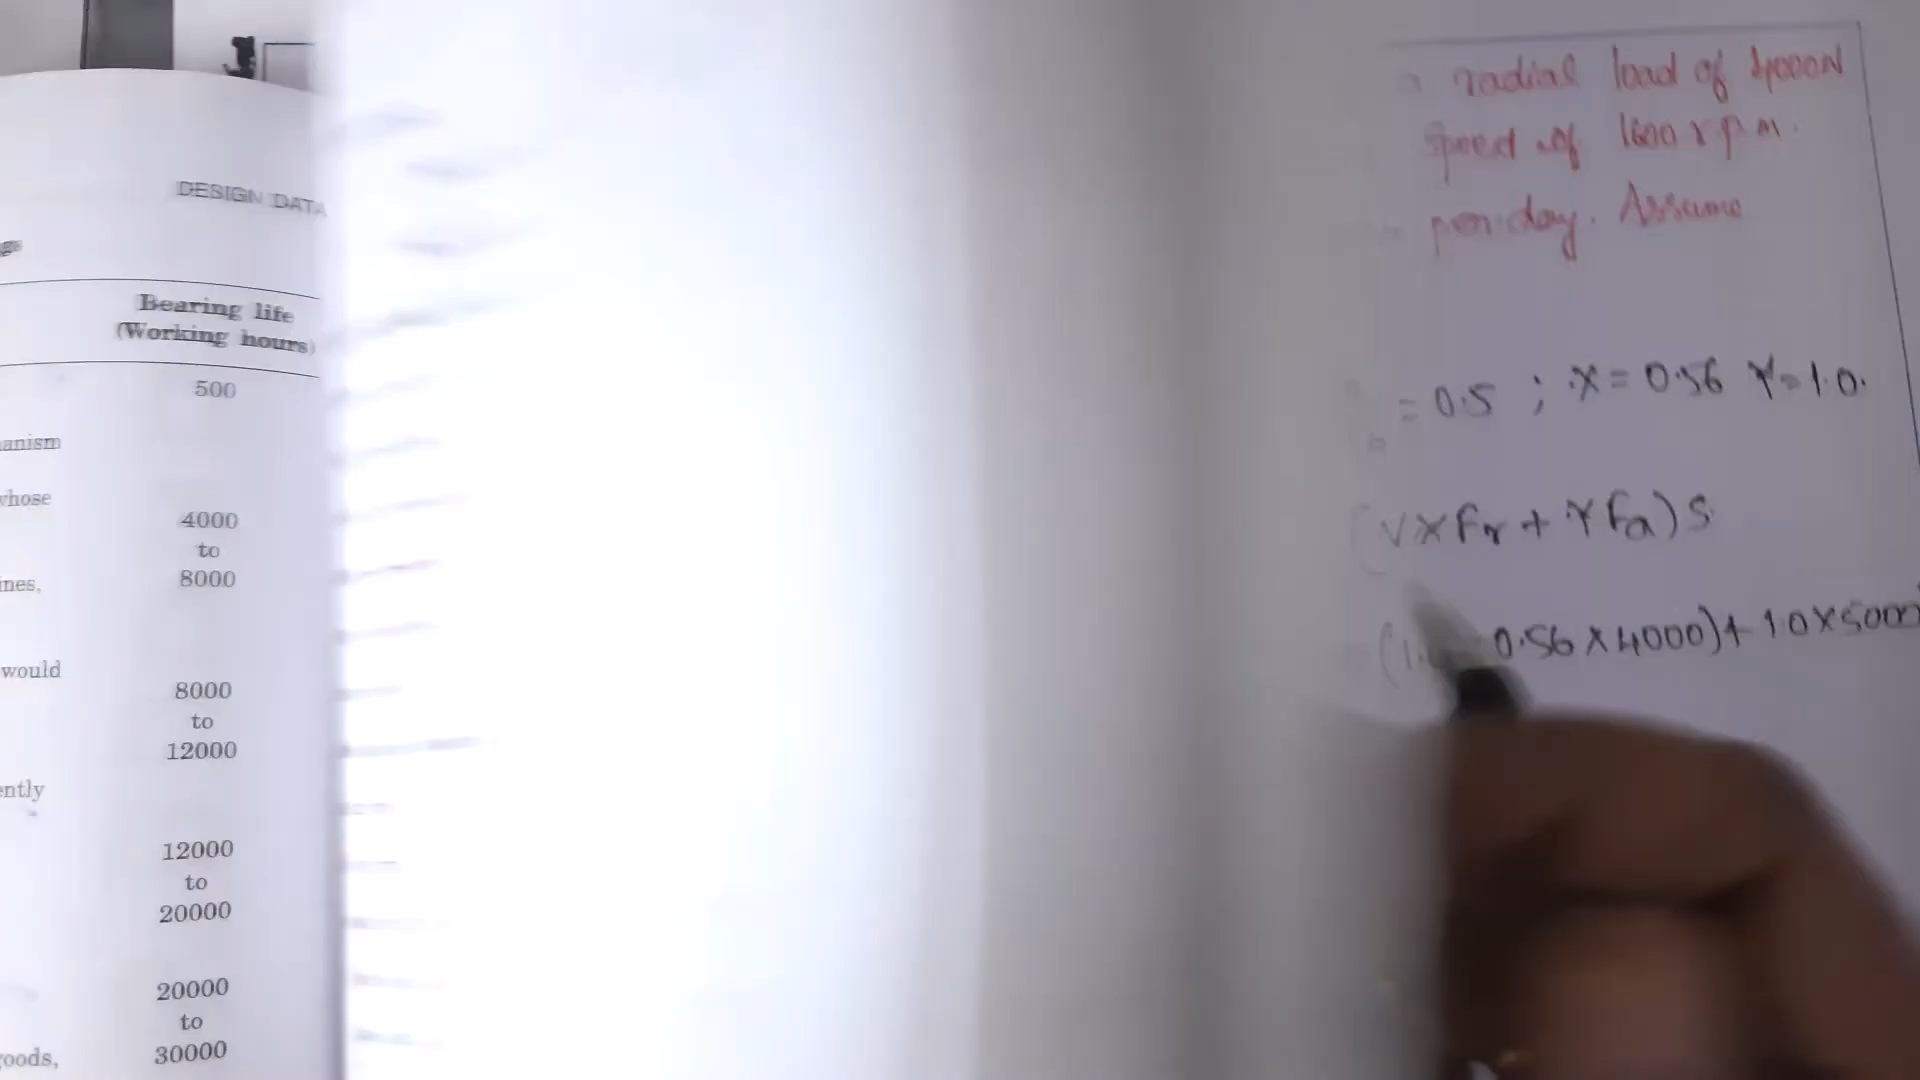 DESIGN DATA
Bearing life
(Working hours)
500
anism
whose
4000
to
8000
ines,
would
8000
to
12000
ently
12000
to
20000
20000
to
30000
goods,
radial load of 4000N
speed of 1600 r.p.m.
per day. Assume
= 0.5 ; X = 0.56 Y = 1.0.
(VXFr + YFa) S
0.56 X 4000) + 1.0 X 5000